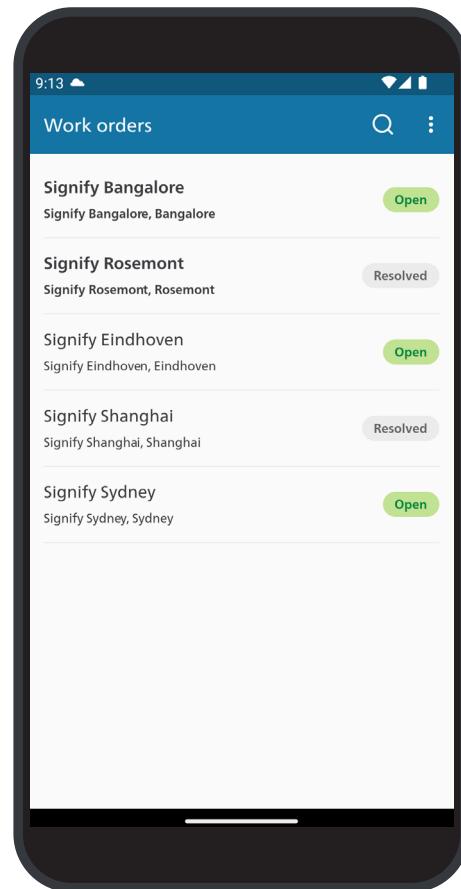 9:13
Work orders
Signify Bangalore
Signify Bangalore, Bangalore
Open
Signify Rosemont
Signify Rosemont, Rosemont
Resolved
Signify Eindhoven
Signify Eindhoven, Eindhoven
Open
Signify Shanghai
Signify Shanghai, Shanghai
Resolved
Signify Sydney
Signify Sydney, Sydney
Open